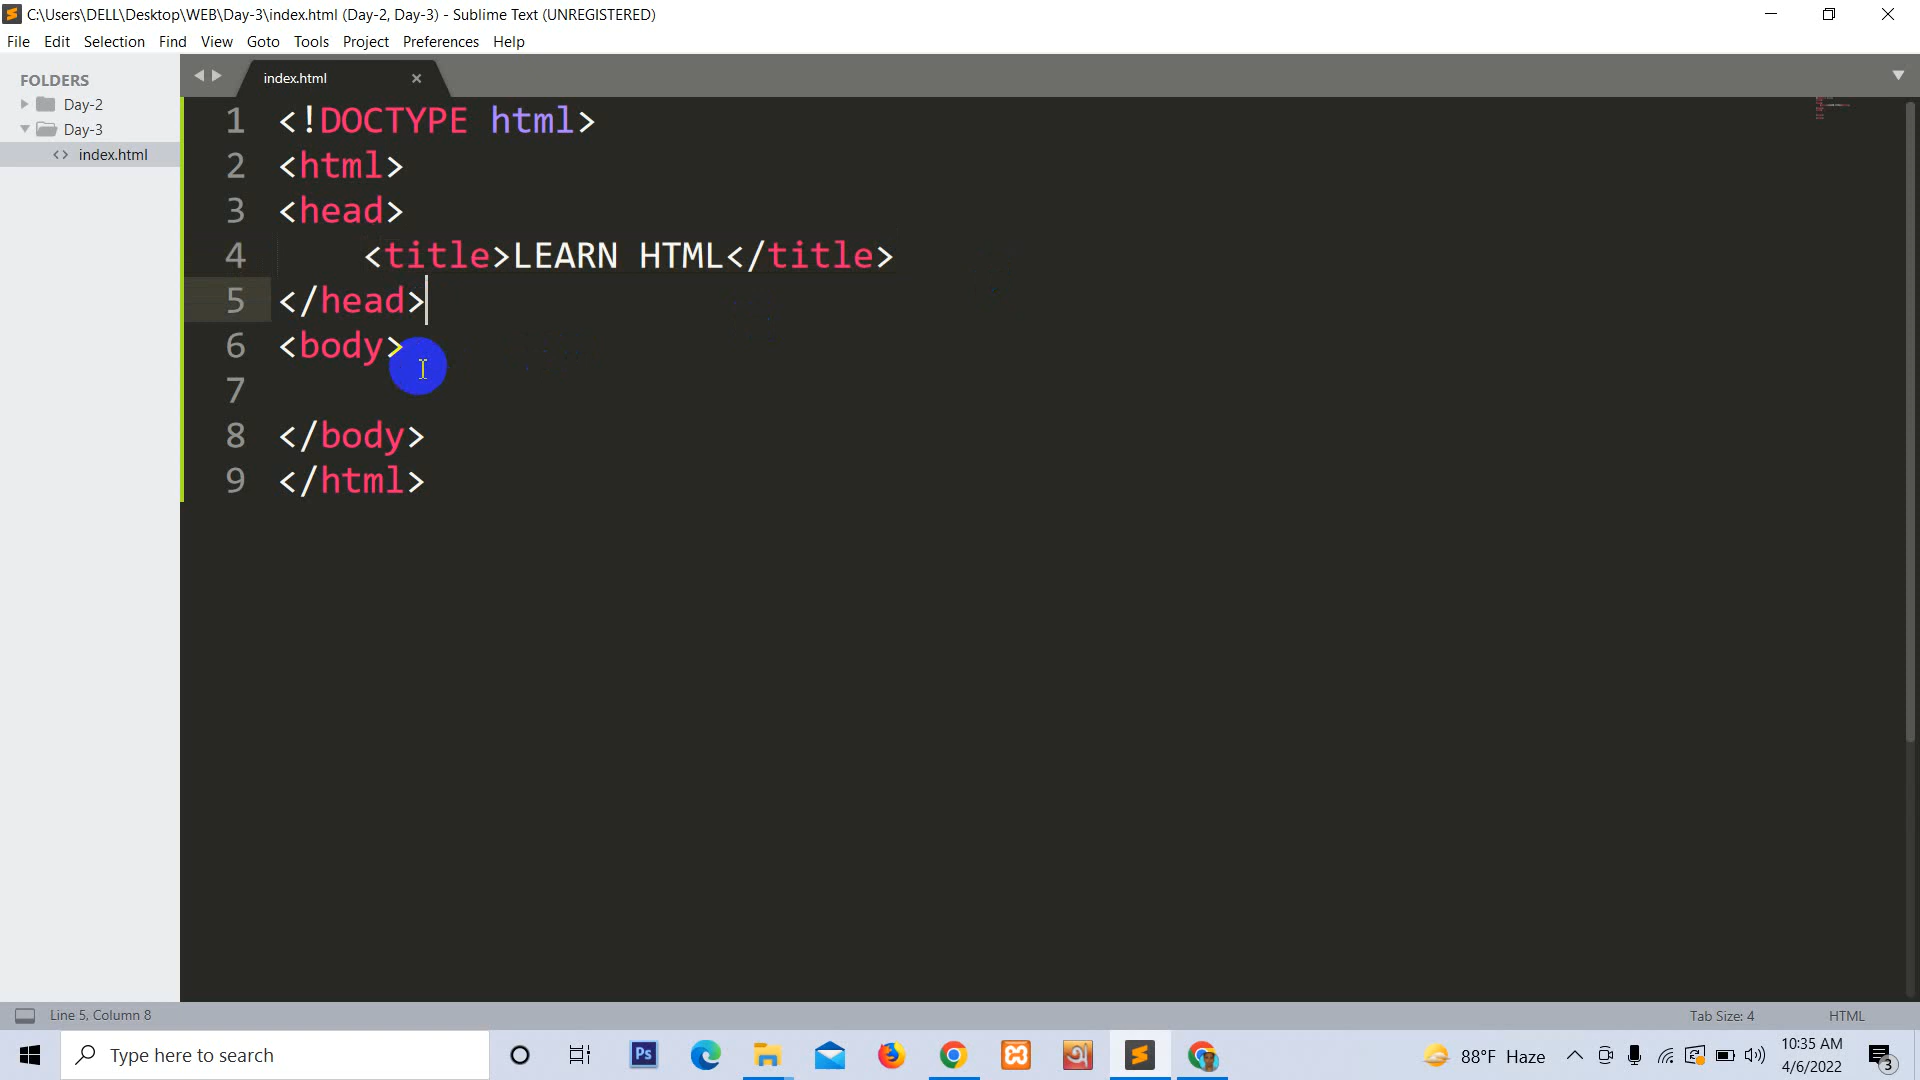 C:\Users\DELL\Desktop\WEB\Day-3\index.html (Day-2, Day-3) - Sublime Text (UNREGISTERED)
File Edit Selection Find View Goto Tools Project Preferences Help
FOLDERS
Day-2
Day-3
<> index.html
index.html
1 <!DOCTYPE html>
2 <html>
3 <head>
4 <title>LEARN HTML</title>
5 </head>
6 <body>
7
8 </body>
9 </html>
Line 5, Column 8
Tab Size: 4
HTML
Type here to search
Ps
88°F Haze
10:35 AM
4/6/2022
3